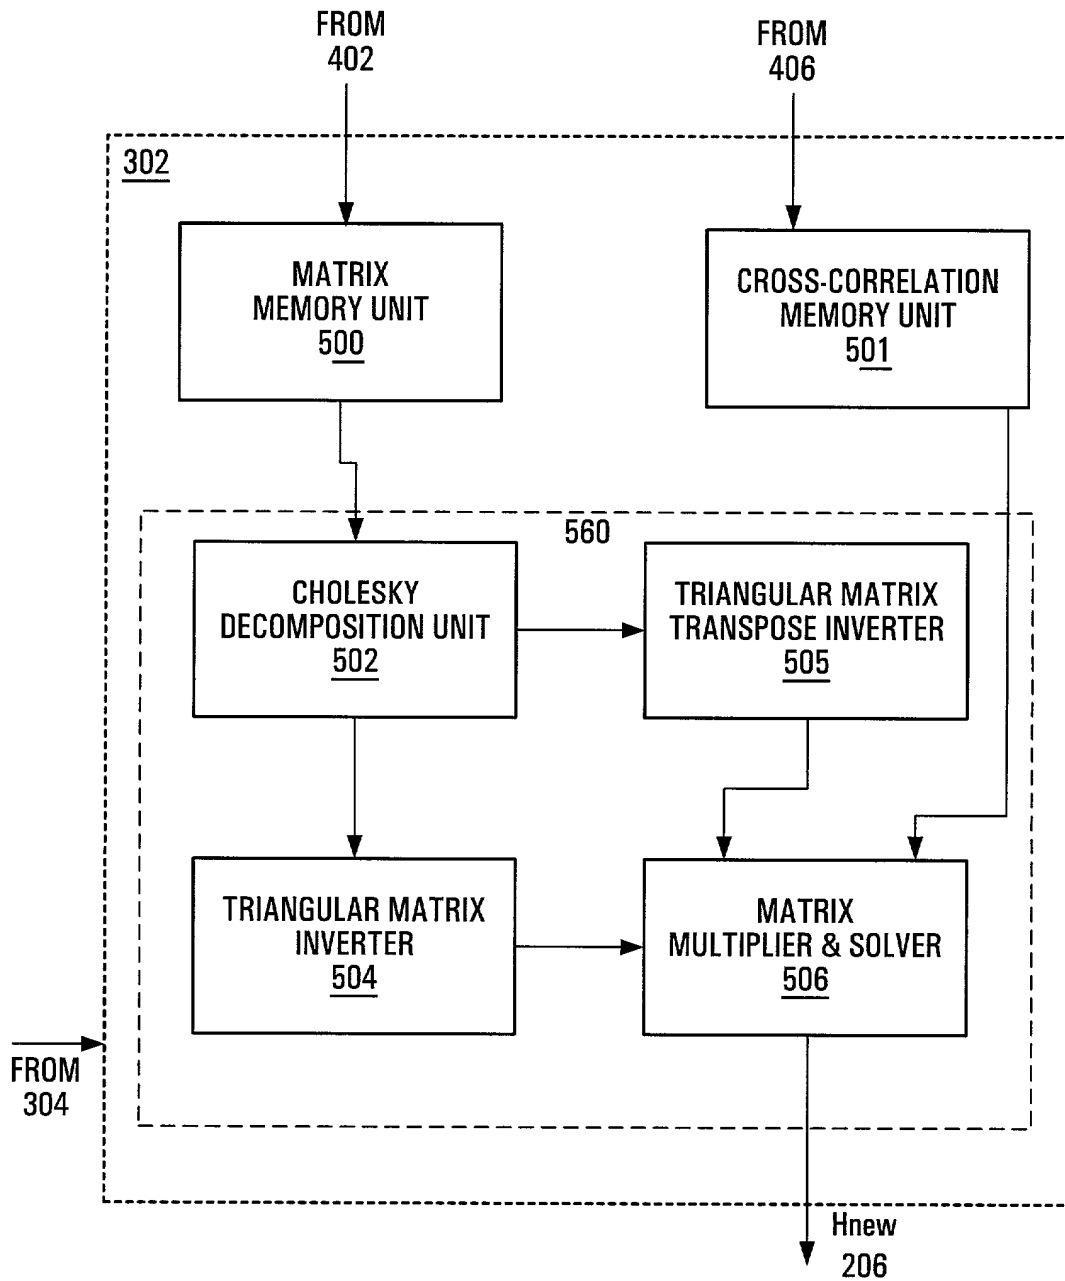 FROM
402
FROM
406
302
MATRIX
MEMORY UNIT
500
CROSS-CORRELATION
MEMORY UNIT
501
560
CHOLESKY
DECOMPOSITION UNIT
502
TRIANGULAR MATRIX
TRANSPOSE INVERTER
505
TRIANGULAR MATRIX
INVERTER
504
MATRIX
MULTIPLIER & SOLVER
506
FROM
304
Hnew
206